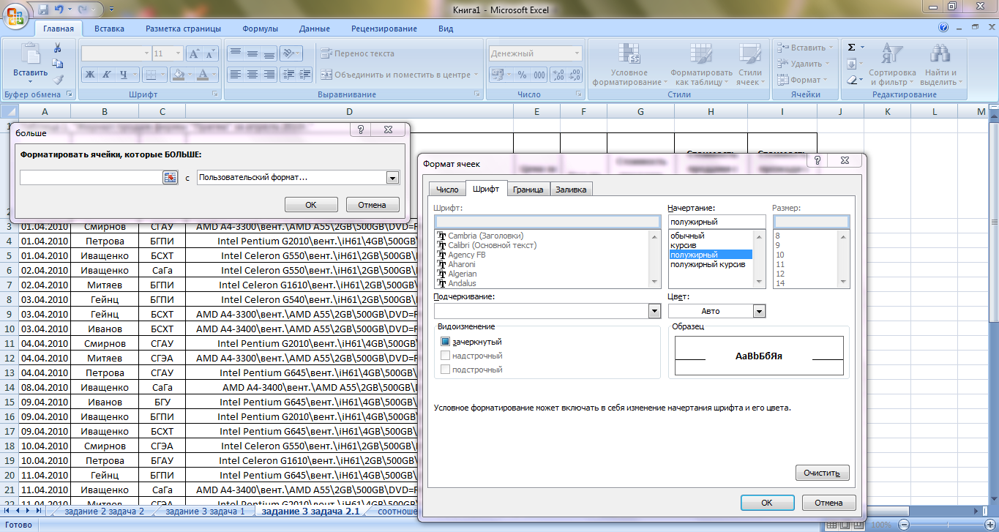 Книга1 - Microsoft Excel
Главная Вставка Разметка страницы Формулы Данные Рецензирование Вид
Вставить
11
Ж К Ч
Перенос текста
Объединить и поместить в центре
Денежный
% 000
Условное форматирование
Форматировать как таблицу
Стили ячеек
Вставить
Удалить
Формат
Σ
Сортировка и фильтр
Найти и выделить
Буфер обмена Шрифт Выравнивание Число Стили Ячейки Редактирование
A B C D E F G H I J K L M
больше
Форматировать ячейки, которые БОЛЬШЕ:
с Пользовательский формат...
ОК Отмена
3 01.04.2010 Смирнов СГАУ AMD A4-3300\вент.\AMD A55\2GB\500GB\DVD=
4 01.04.2010 Петрова БГПИ Intel Pentium G2010\вент.\iH61\4GB\500GB\
5 01.04.2010 Иващенко БСХТ Intel Celeron G550\вент.\iH61\2GB\500GB\
6 02.04.2010 Иващенко СаГа Intel Celeron G550\вент.\iH61\2GB\500GB\
7 02.04.2010 Митяев БГПИ Intel Celeron G1610\вент.\iH61\2GB\500GB\
8 03.04.2010 Гейнц БГПИ Intel Celeron G540\вент.\iH61\2GB\500GB\
9 03.04.2010 Гейнц БСХТ AMD A4-3300\вент.\AMD A55\2GB\500GB\DVD=
10 03.04.2010 Иванов БСХТ AMD A4-3400\вент.\AMD A55\2GB\500GB\DVD=
11 04.04.2010 Смирнов СГАУ Intel Pentium G2010\вент.\iH61\4GB\500GB\
12 04.04.2010 Митяев СГЭА AMD A4-3300\вент.\AMD A55\2GB\500GB\DVD=
13 04.04.2010 Петрова СГАУ Intel Pentium G645\вент.\iH61\4GB\500GB\
14 08.04.2010 Иващенко СаГа AMD A4-3400\вент.\AMD A55\2GB\500GB\
15 09.04.2010 Иванов БГУ Intel Pentium G645\вент.\iH61\4GB\500GB\
16 09.04.2010 Иващенко БГПИ Intel Pentium G2010\вент.\iH61\4GB\500GB\
17 09.04.2010 Иващенко БСХТ Intel Pentium G645\вент.\iH61\4GB\500GB\
18 10.04.2010 Смирнов СГЭА Intel Celeron G550\вент.\iH61\2GB\500GB\
19 10.04.2010 Петрова БГАУ Intel Celeron G1610\вент.\iH61\2GB\500GB\
20 11.04.2010 Гейнц БГПИ Intel Pentium G645\вент.\iH61\4GB\500GB\
21 11.04.2010 Иващенко СаГа AMD A4-3400\вент.\AMD A55\2GB\500GB\DVD=
22 11.04.2010 Митяев СГЭА Intel Pentium G2010\вент.\iH61\4GB\500GB\
Формат ячеек
Число Шрифт Граница Заливка
Шрифт: Начертание: Размер:
полужирный
Cambria (Заголовки) обычный 8
Calibri (Основной текст) курсив 9
Agency FB полужирный 10
Aharoni полужирный курсив 11
Algerian 12
Andalus 14
Подчеркивание: Цвет:
Авто
Видоизменение Образец
зачеркнутый
надстрочный
подстрочный
АаBbБбЯя
Условное форматирование может включать в себя изменение начертания шрифта и его цвета.
Очистить
ОК Отмена
задание 2 задача 2 задание 3 задача 1 задание 3 задача 2.1 соотноше
Готово 100%